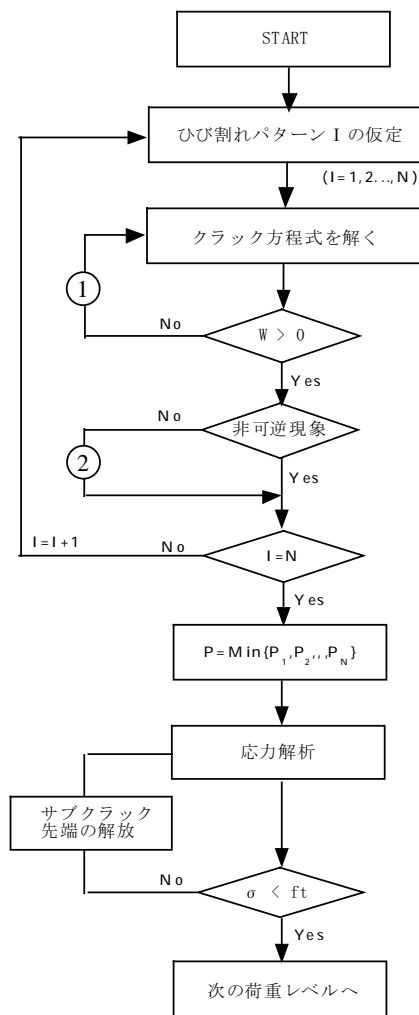 START
ひび割れパターン I の仮定
(I=1,2...,N)
クラック方程式を解く
1
No
W > 0
Yes
No
非可逆現象
2
Yes
I=I+1
No
I=N
Yes
P=Min{P1,P2,,,PN}
応力解析
サブクラック
先端の解放
No
σ < ft
Yes
次の荷重レベルへ